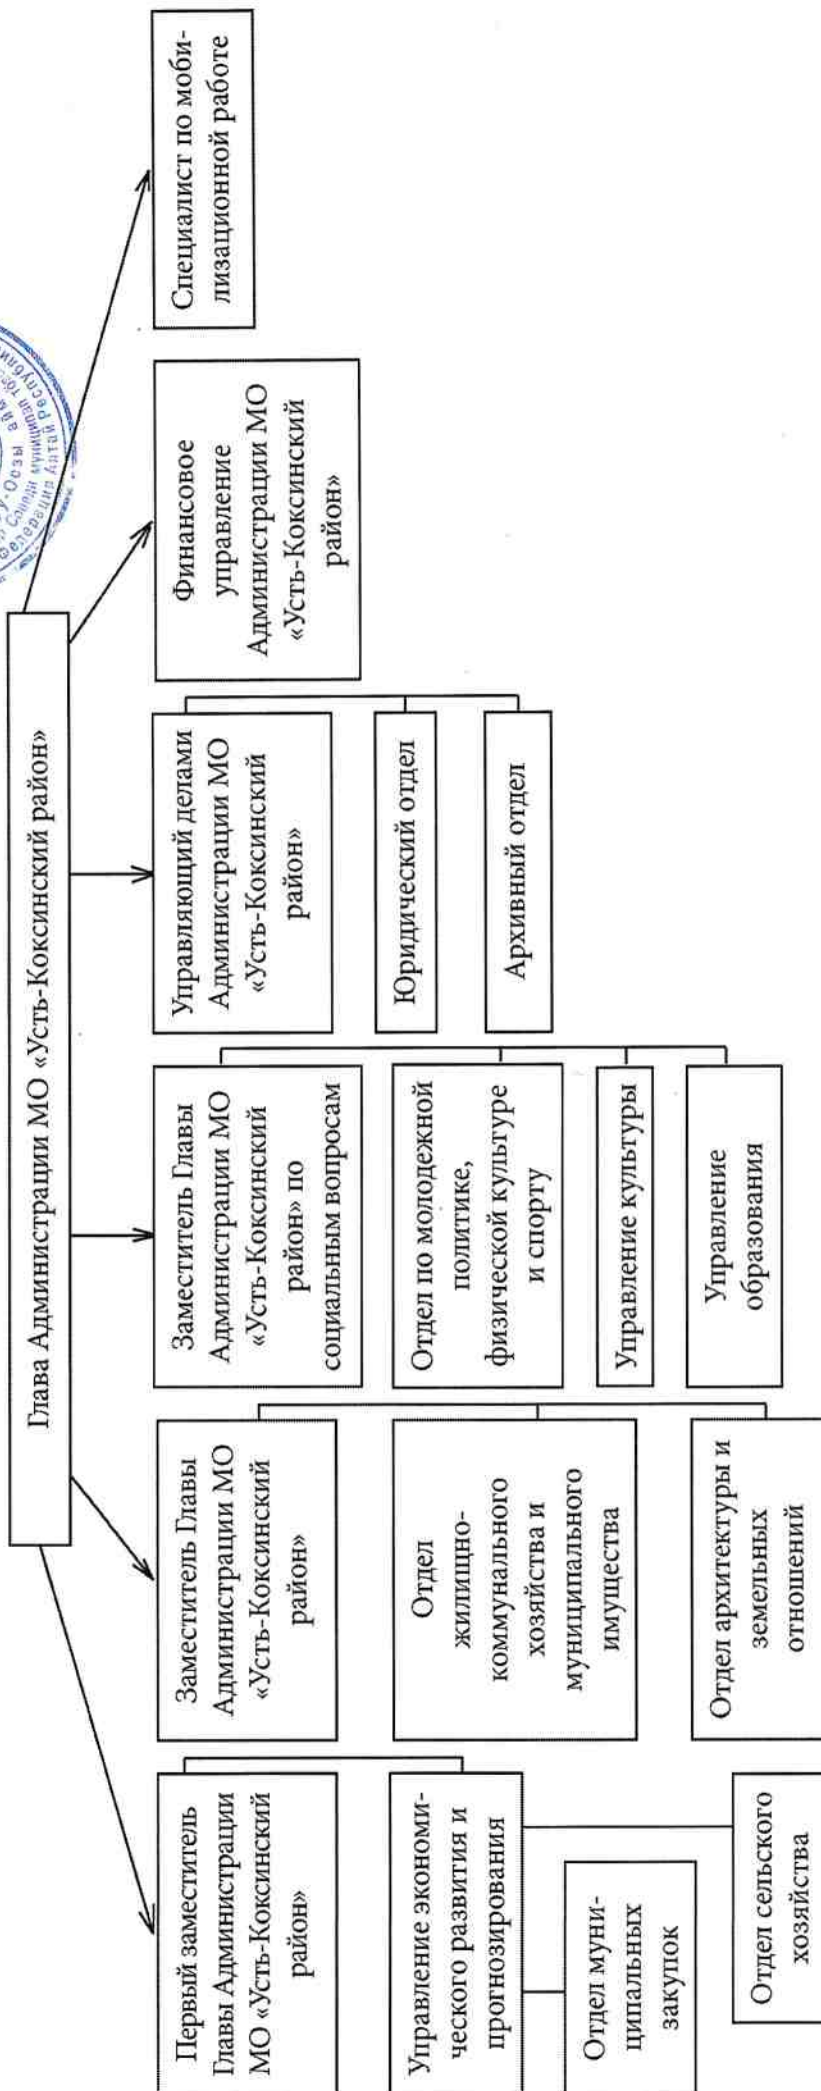 Глава Администрации МО «Усть-Коксинский район»
Первый заместитель
Главы Администрации
МО «Усть-Коксинский
район»
Управление экономи-
ческого развития и
прогнозирования
Отдел муни-
ципальных
закупок
Отдел сельского
хозяйства
Заместитель Главы
Администрации МО
«Усть-Коксинский
район»
Отдел
жилищно-
коммунального
хозяйства и
муниципального
имущества
Отдел архитектуры и
земельных
отношений
Заместитель Главы
Администрации МО
«Усть-Коксинский
район» по
социальным вопросам
Отдел по молодежной
политике,
физической культуре
и спорту
Управление культуры
Управление
образования
Управляющий делами
Администрации МО
«Усть-Коксинский
район»
Юридический отдел
Архивный отдел
Финансовое
управление
Администрации МО
«Усть-Коксинский
район»
Специалист по моби-
лизационной работе